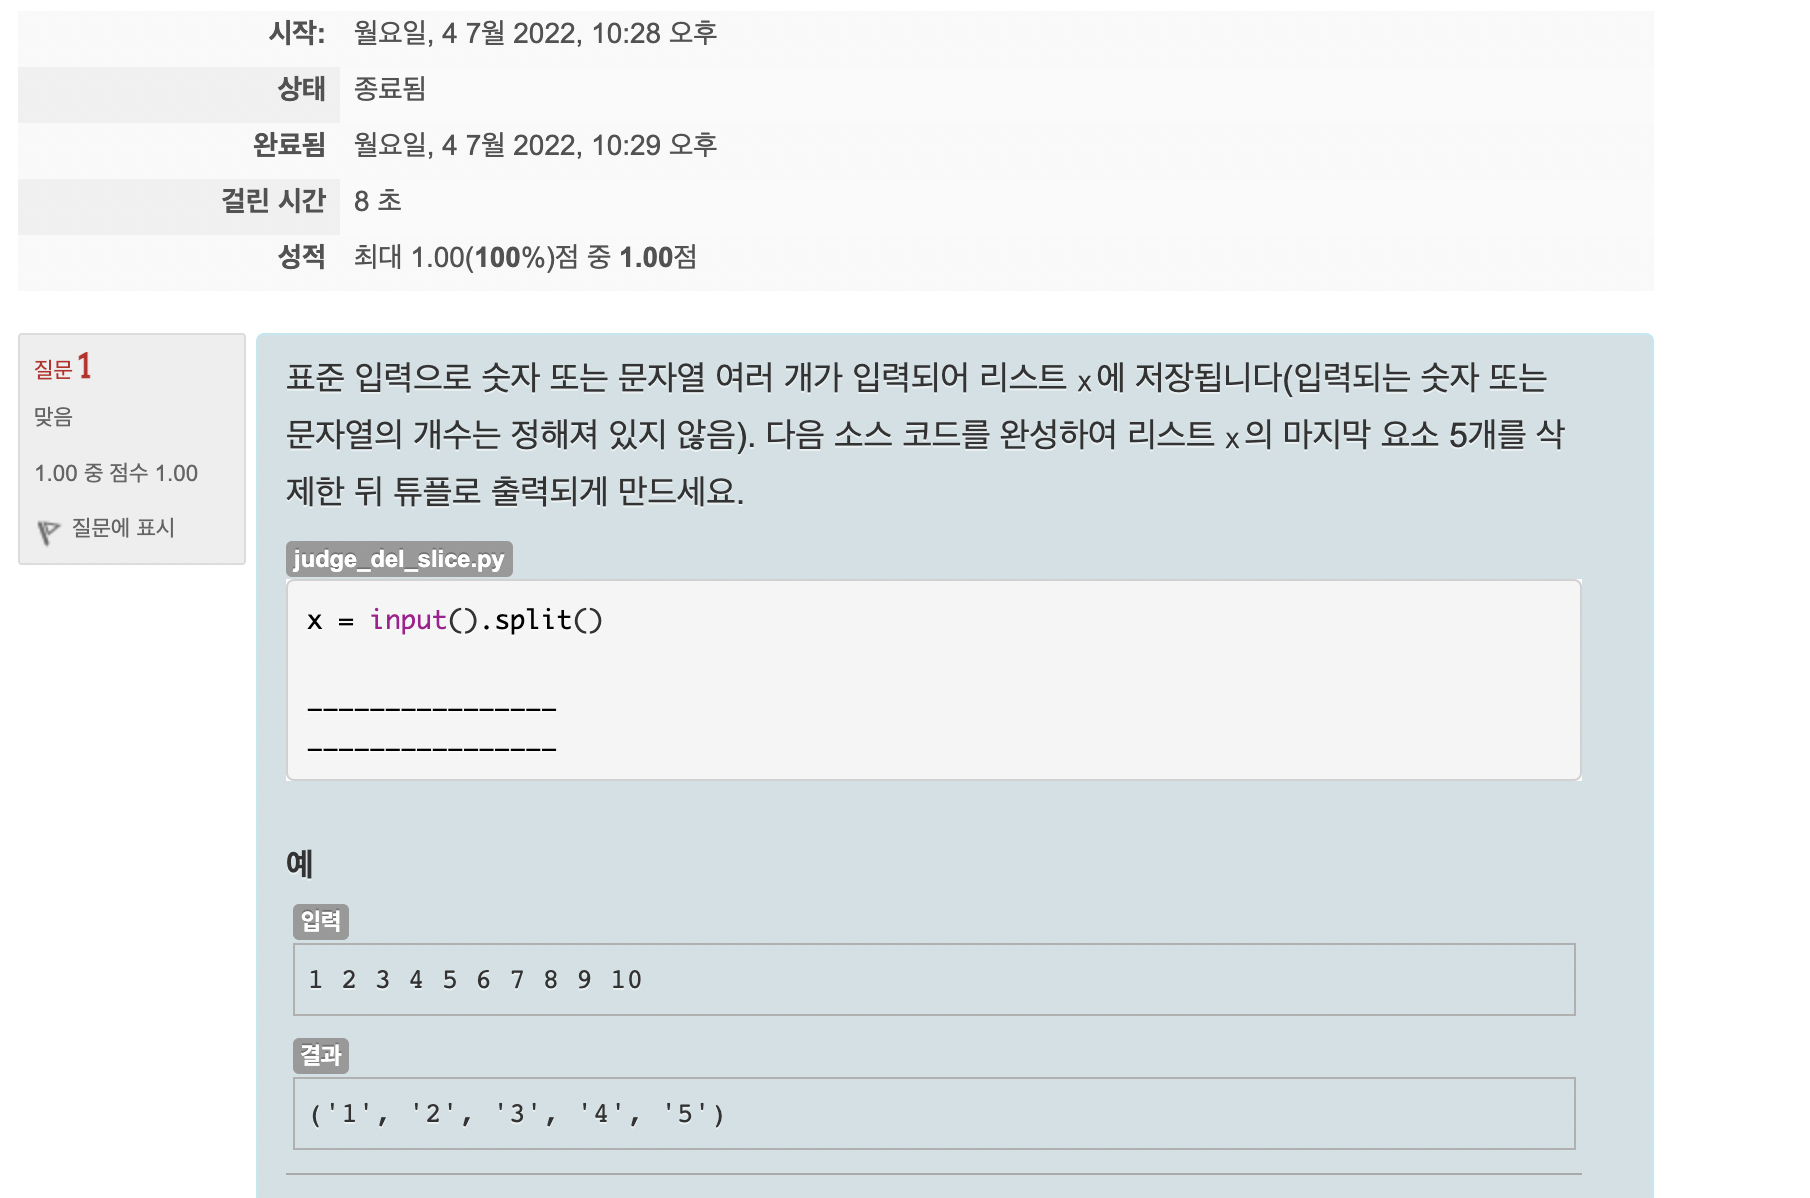 시작: 월요일, 4 7월 2022, 10:28 오후
상태 종료됨
완료됨 월요일, 4 7월 2022, 10:29 오후
걸린 시간 8 초
성적 최대 1.00(100%)점 중 1.00점
질문 1
맞음
1.00 중 점수 1.00
질문에 표시
표준 입력으로 숫자 또는 문자열 여러 개가 입력되어 리스트 x에 저장됩니다(입력되는 숫자 또는
문자열의 개수는 정해져 있지 않음). 다음 소스 코드를 완성하여 리스트 x의 마지막 요소 5개를 삭
제한 뒤 튜플로 출력되게 만드세요.
judge_del_slice.py
x = input().split()
________________
________________
예
입력
1 2 3 4 5 6 7 8 9 10
결과
('1', '2', '3', '4', '5')